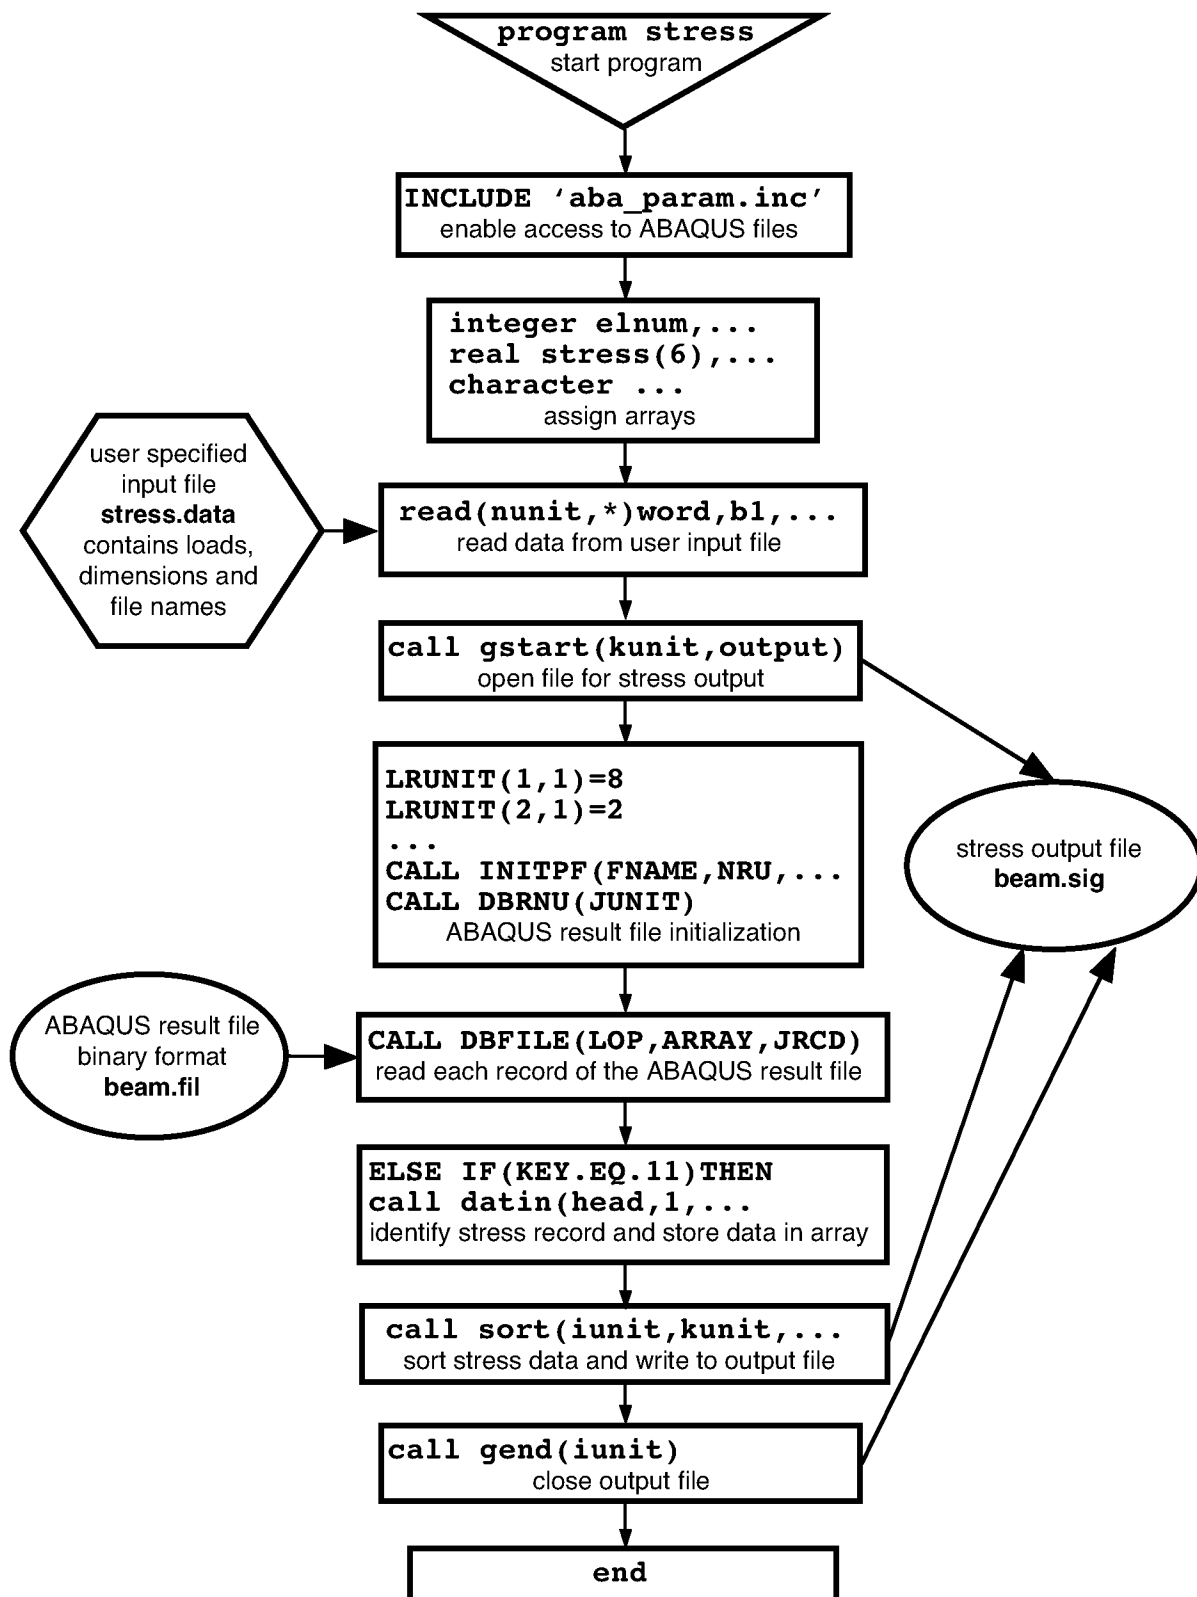 program stress
start program
INCLUDE ‘aba_param.inc’
enable access to ABAQUS files
integer elnum,...
real stress(6),...
character ...
assign arrays
user specified
input file
stress.data
contains loads,
dimensions and
file names
read(nunit,*)word,b1,...
read data from user input file
call gstart(kunit,output)
open file for stress output
LRUNIT(1,1)=8
LRUNIT(2,1)=2
...
CALL INITPF(FNAME,NRU,...
CALL DBRNU(JUNIT)
ABAQUS result file initialization
stress output file
beam.sig
ABAQUS result file
binary format
beam.fil
CALL DBFILE(LOP,ARRAY,JRCD)
read each record of the ABAQUS result file
ELSE IF(KEY.EQ.11)THEN
call datin(head,1,...
identify stress record and store data in array
call sort(iunit,kunit,...
sort stress data and write to output file
call gend(iunit)
close output file
end